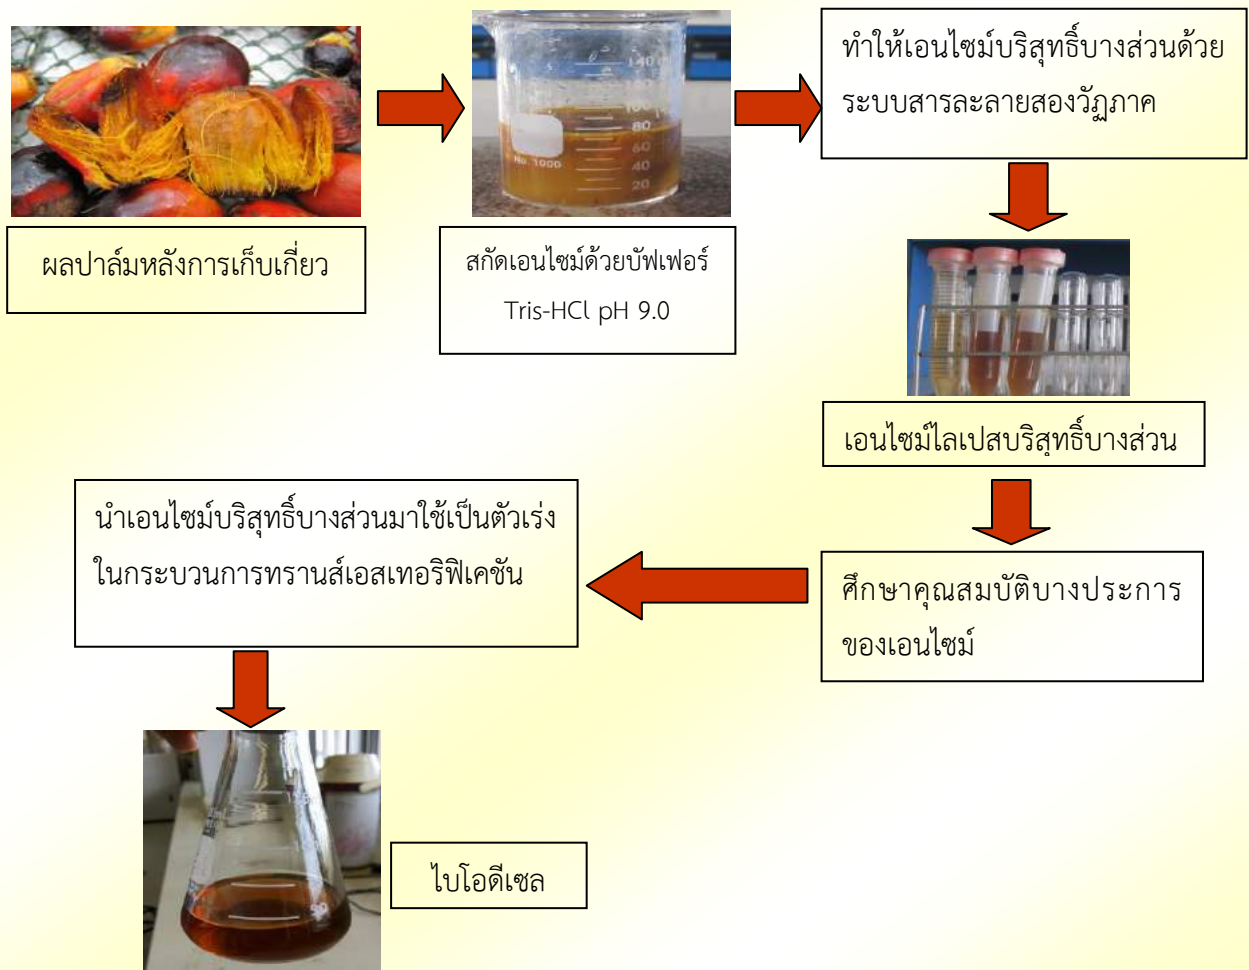 ผลปาล์มหลังการเก็บเกี่ยว
สกัดเอนไซม์ด้วยบัฟเฟอร์
Tris-HCl pH 9.0
ทำให้เอนไซม์บริสุทธิ์บางส่วนด้วย
ระบบสารละลายสองวัฏภาค
เอนไซม์ไลเปสบริสุทธิ์บางส่วน
ศึกษาคุณสมบัติบางประการ
ของเอนไซม์
นำเอนไซม์บริสุทธิ์บางส่วนมาใช้เป็นตัวเร่ง
ในกระบวนการทรานส์เอสเทอริฟิเคชัน
ไบโอดีเซล
140
100
80
60
40
20
No. 1000